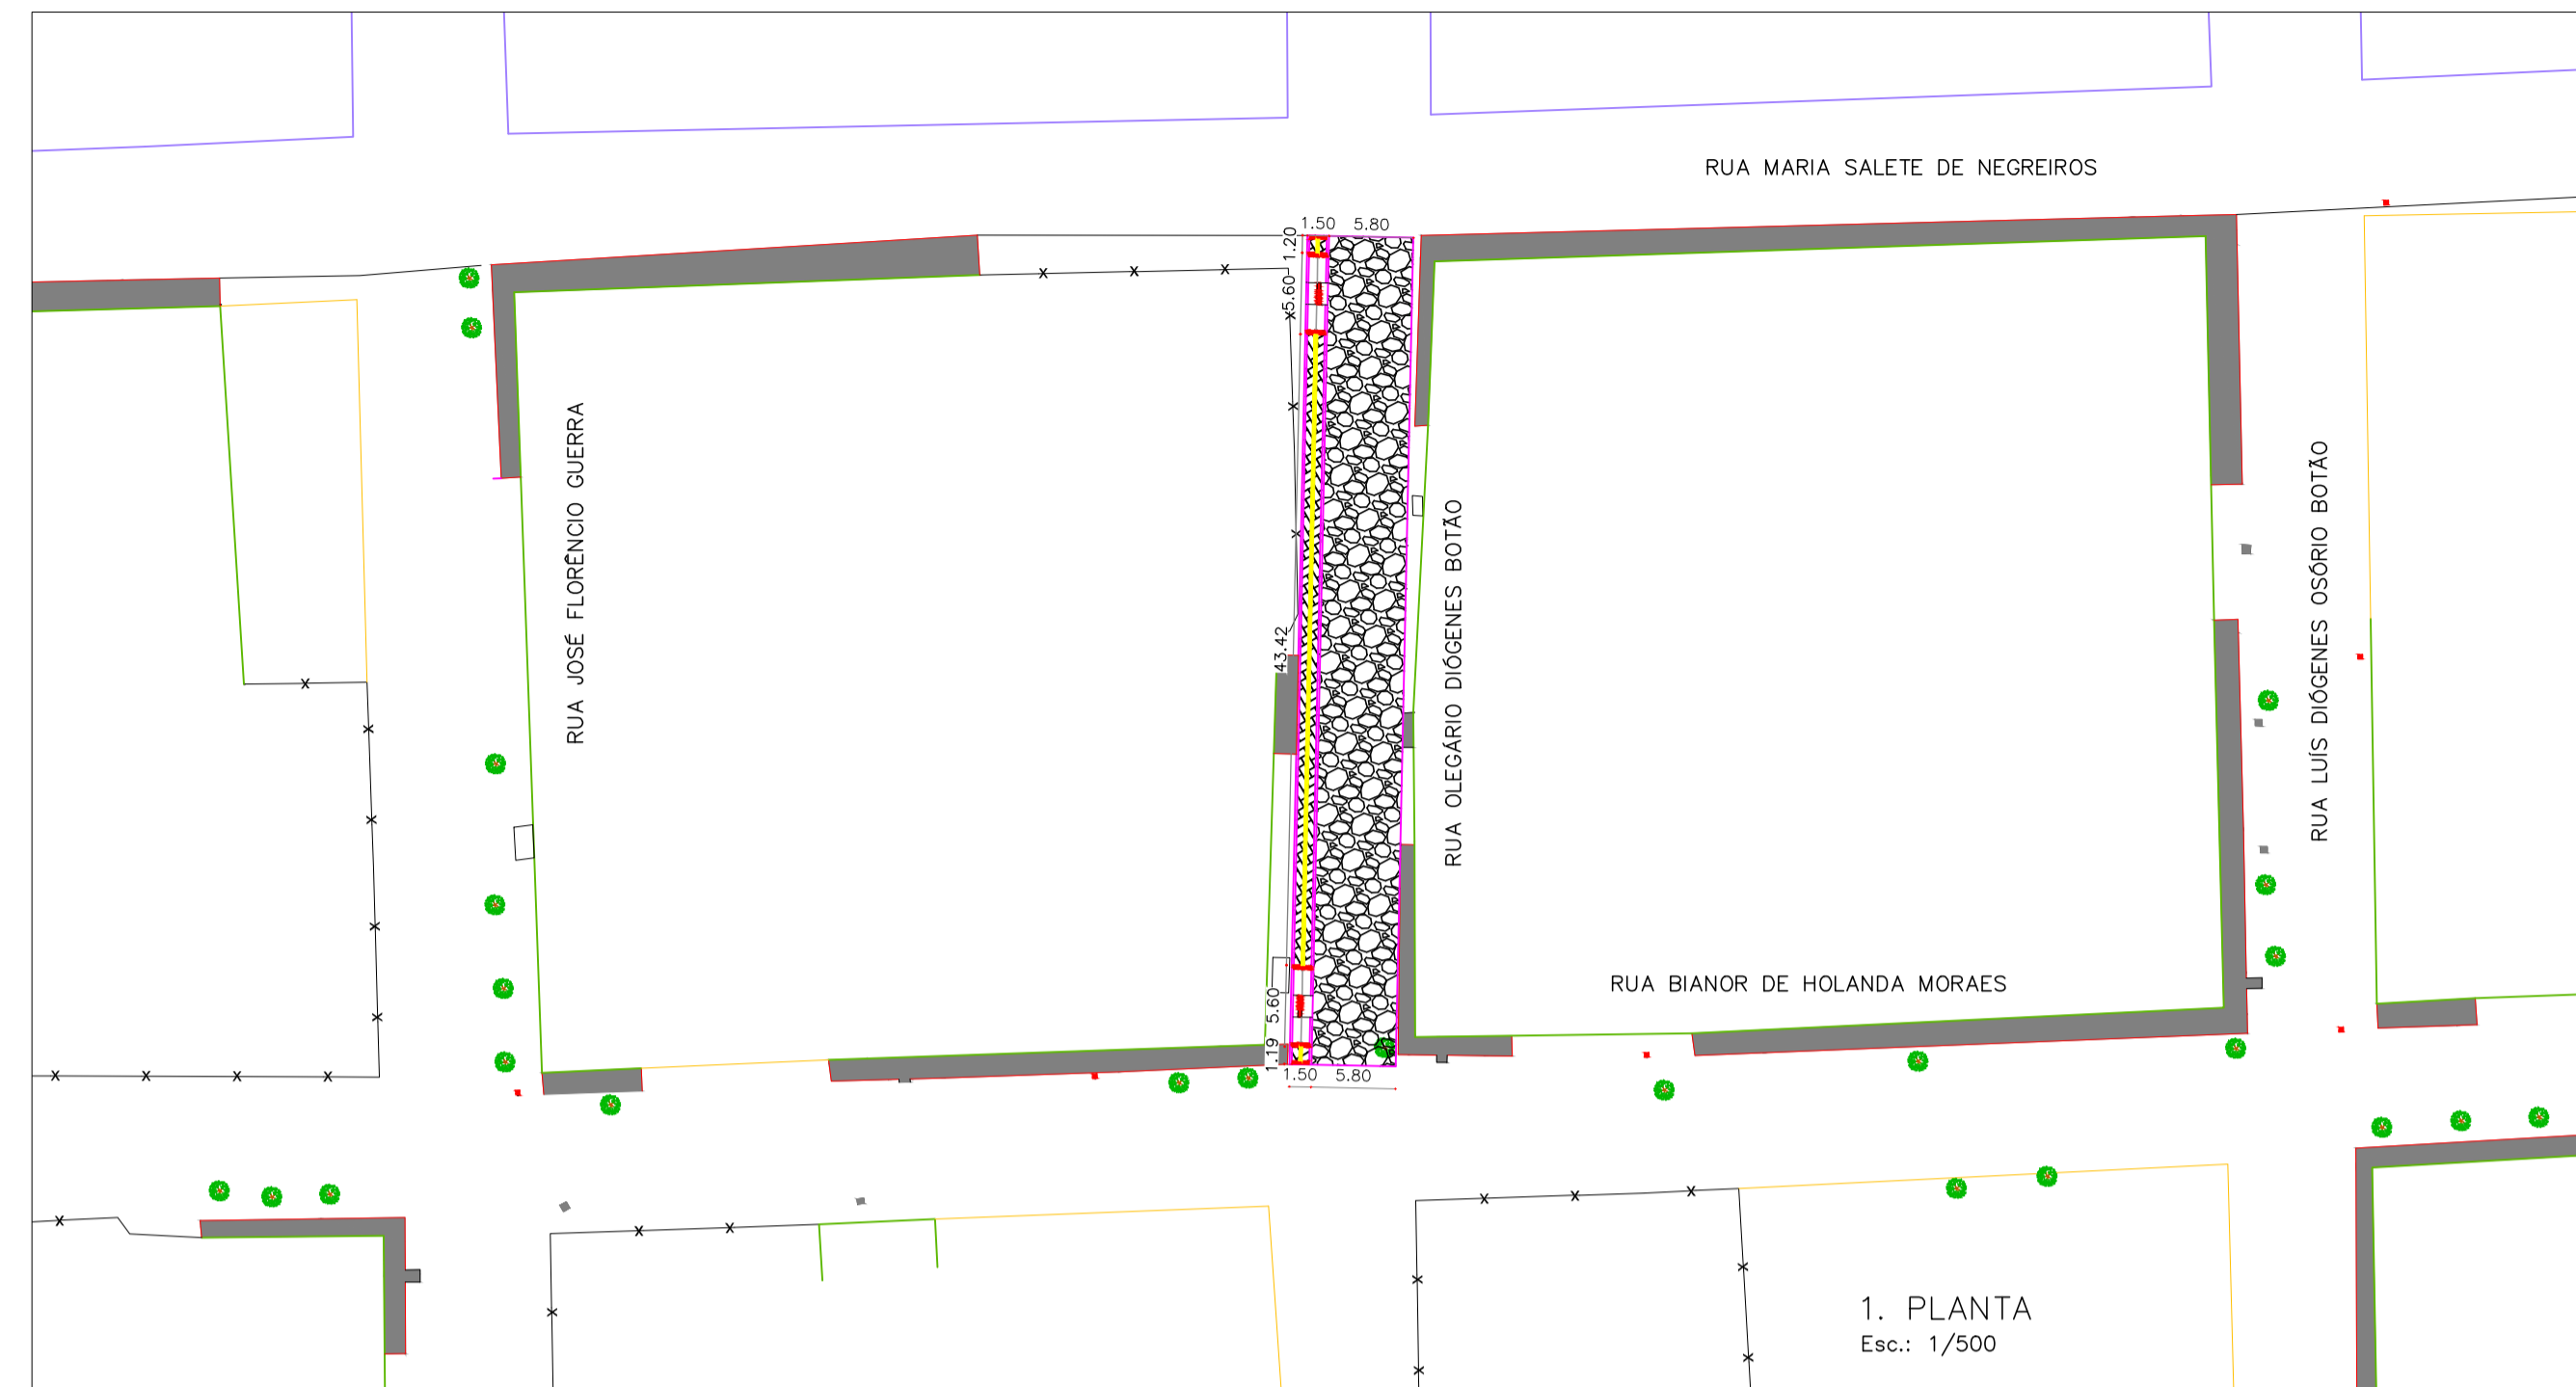 RUA MARIA SALETE DE NEGREIROS
1.50 5.80
1.20
5.60
RUA JOSÉ FLORÊNCIO GUERRA
43.42
RUA OLEGÁRIO DIÓGENES BOTÃO
RUA LUÍS DIÓGENES OSÓRIO BOTÃO
RUA BIANOR DE HOLANDA MORAES
5.60
1.19
1.50 5.80
1. PLANTA
Esc.: 1/500